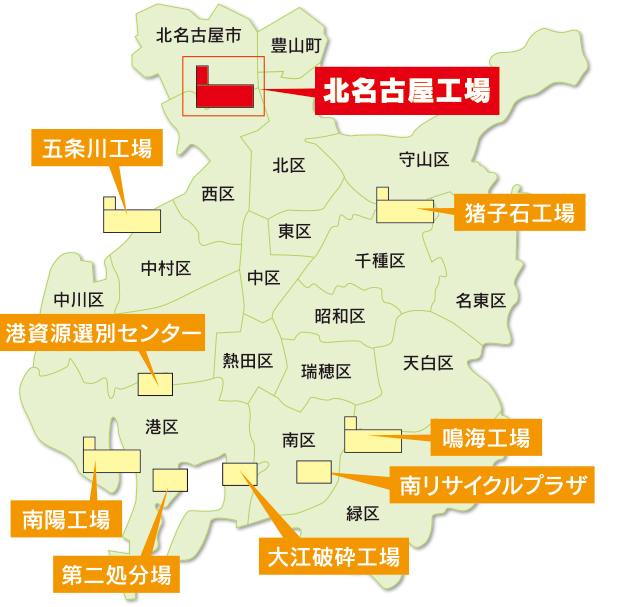 北名古屋市
豊山町
北名古屋工場
五条川工場
北区
守山区
西区
猪子石工場
東区
中村区
千種区
中区
中川区
名東区
昭和区
港資源選別センター
熱田区
瑞穂区
天白区
港区
南区
鳴海工場
南リサイクルプラザ
南陽工場
緑区
大江破砕工場
第二処分場